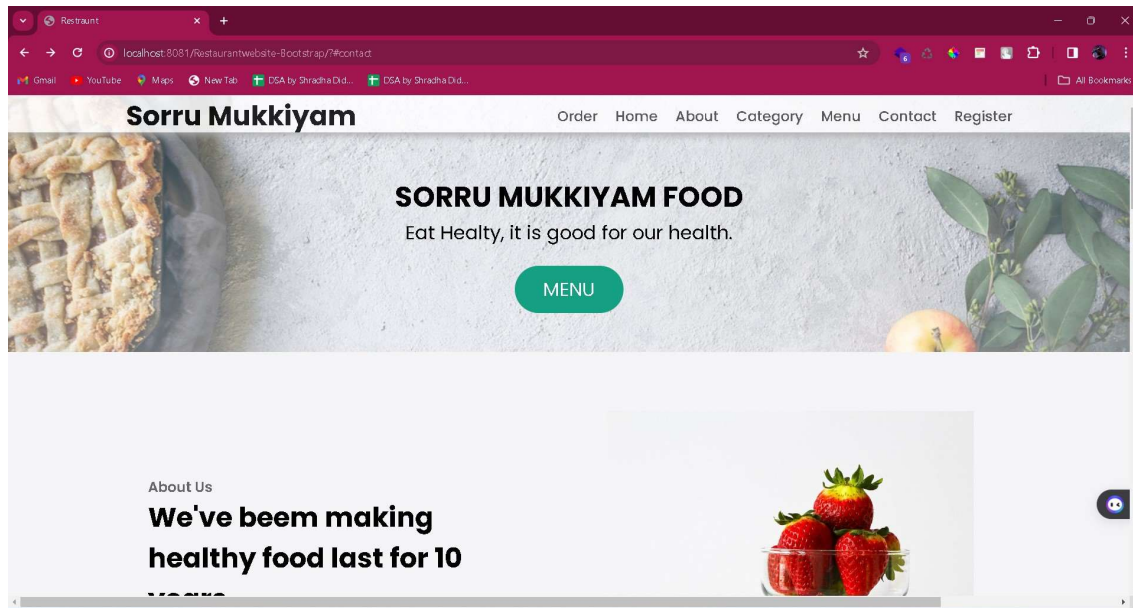 Restraunt
localhost:8081/Restaurantwebsite-Bootstrap/?#contact
6
Gmail YouTube Maps New Tab DSA by Shradha Did... DSA by Shradha Did... All Bookmarks
Sorru Mukkiyam Order Home About Category Menu Contact Register
SORRU MUKKIYAM FOOD
Eat Healty, it is good for our health.
MENU
About Us
We've beem making
healthy food last for 10
years